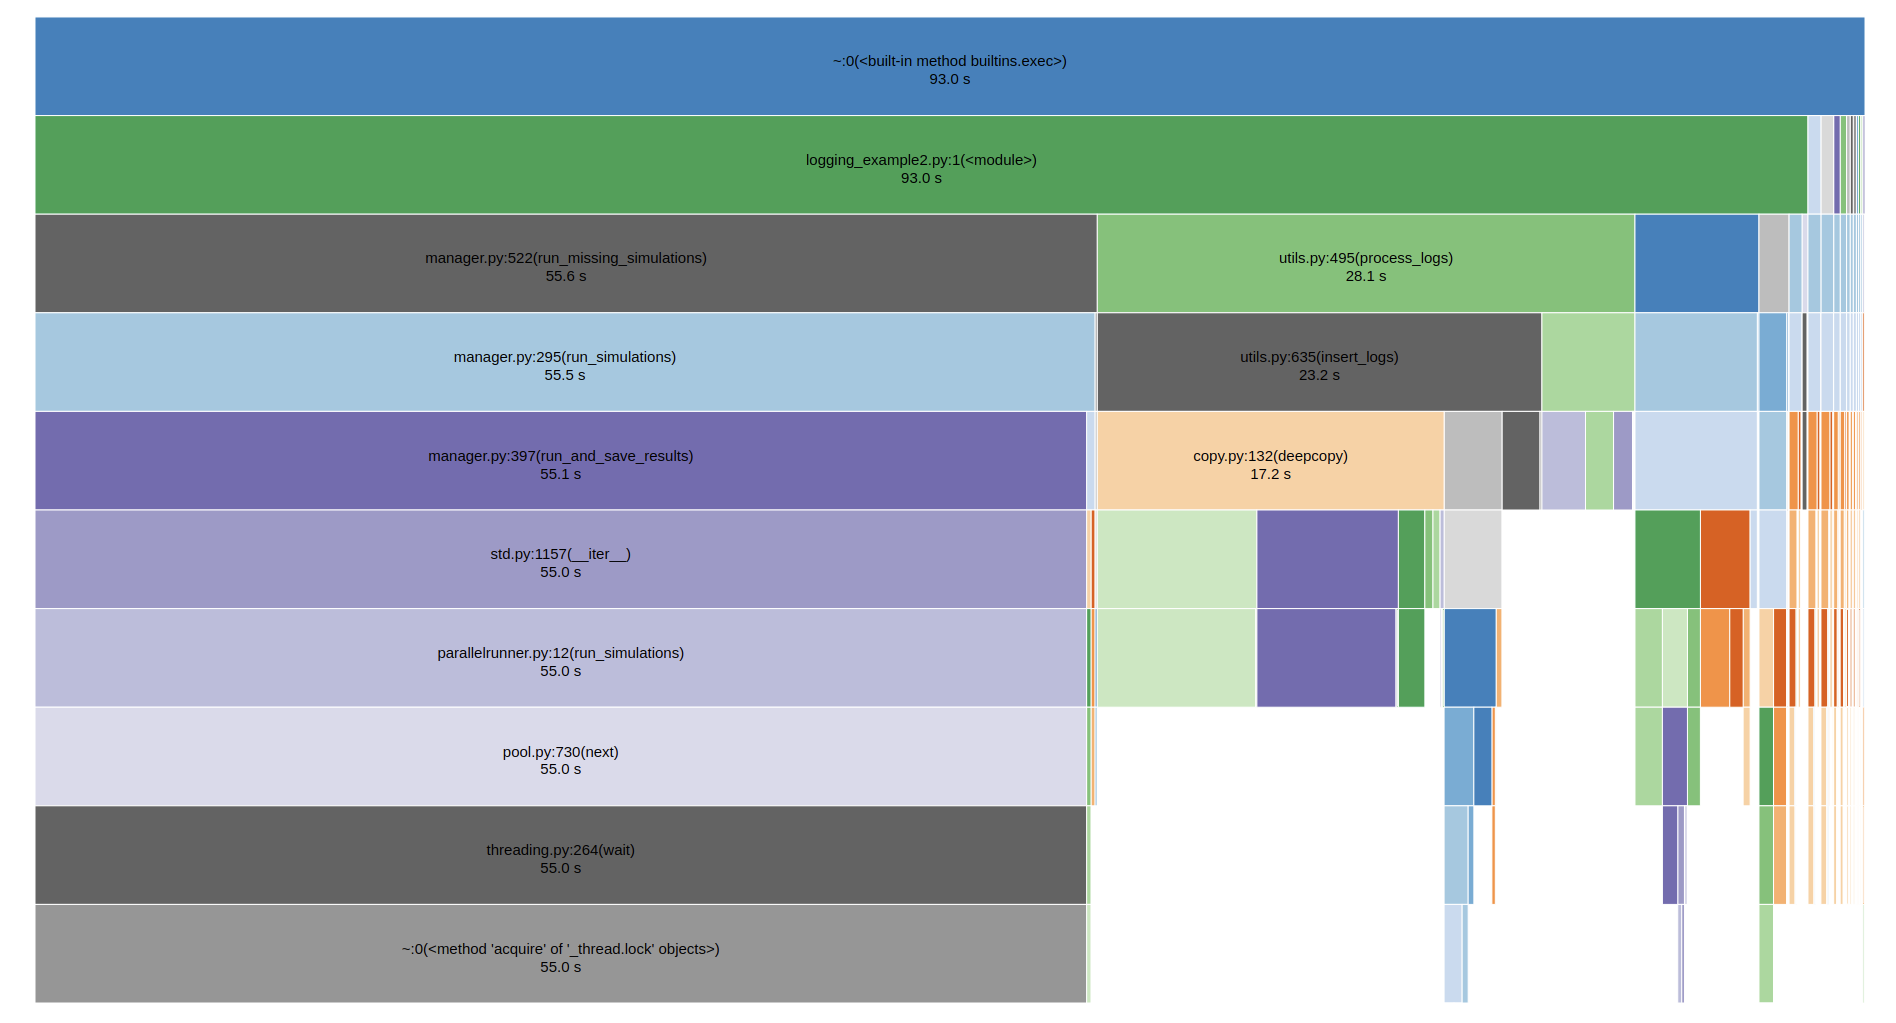 ~:0(<built-in method builtins.exec>)
93.0 s
logging_example2.py:1(<module>)
93.0 s
manager.py:522(run_missing_simulations)
55.6 s
utils.py:495(process_logs)
28.1 s
manager.py:295(run_simulations)
55.5 s
utils.py:635(insert_logs)
23.2 s
manager.py:397(run_and_save_results)
55.1 s
copy.py:132(deepcopy)
17.2 s
std.py:1157(__iter__)
55.0 s
parallelrunner.py:12(run_simulations)
55.0 s
pool.py:730(next)
55.0 s
threading.py:264(wait)
55.0 s
~:0(<method 'acquire' of '_thread.lock' objects>)
55.0 s